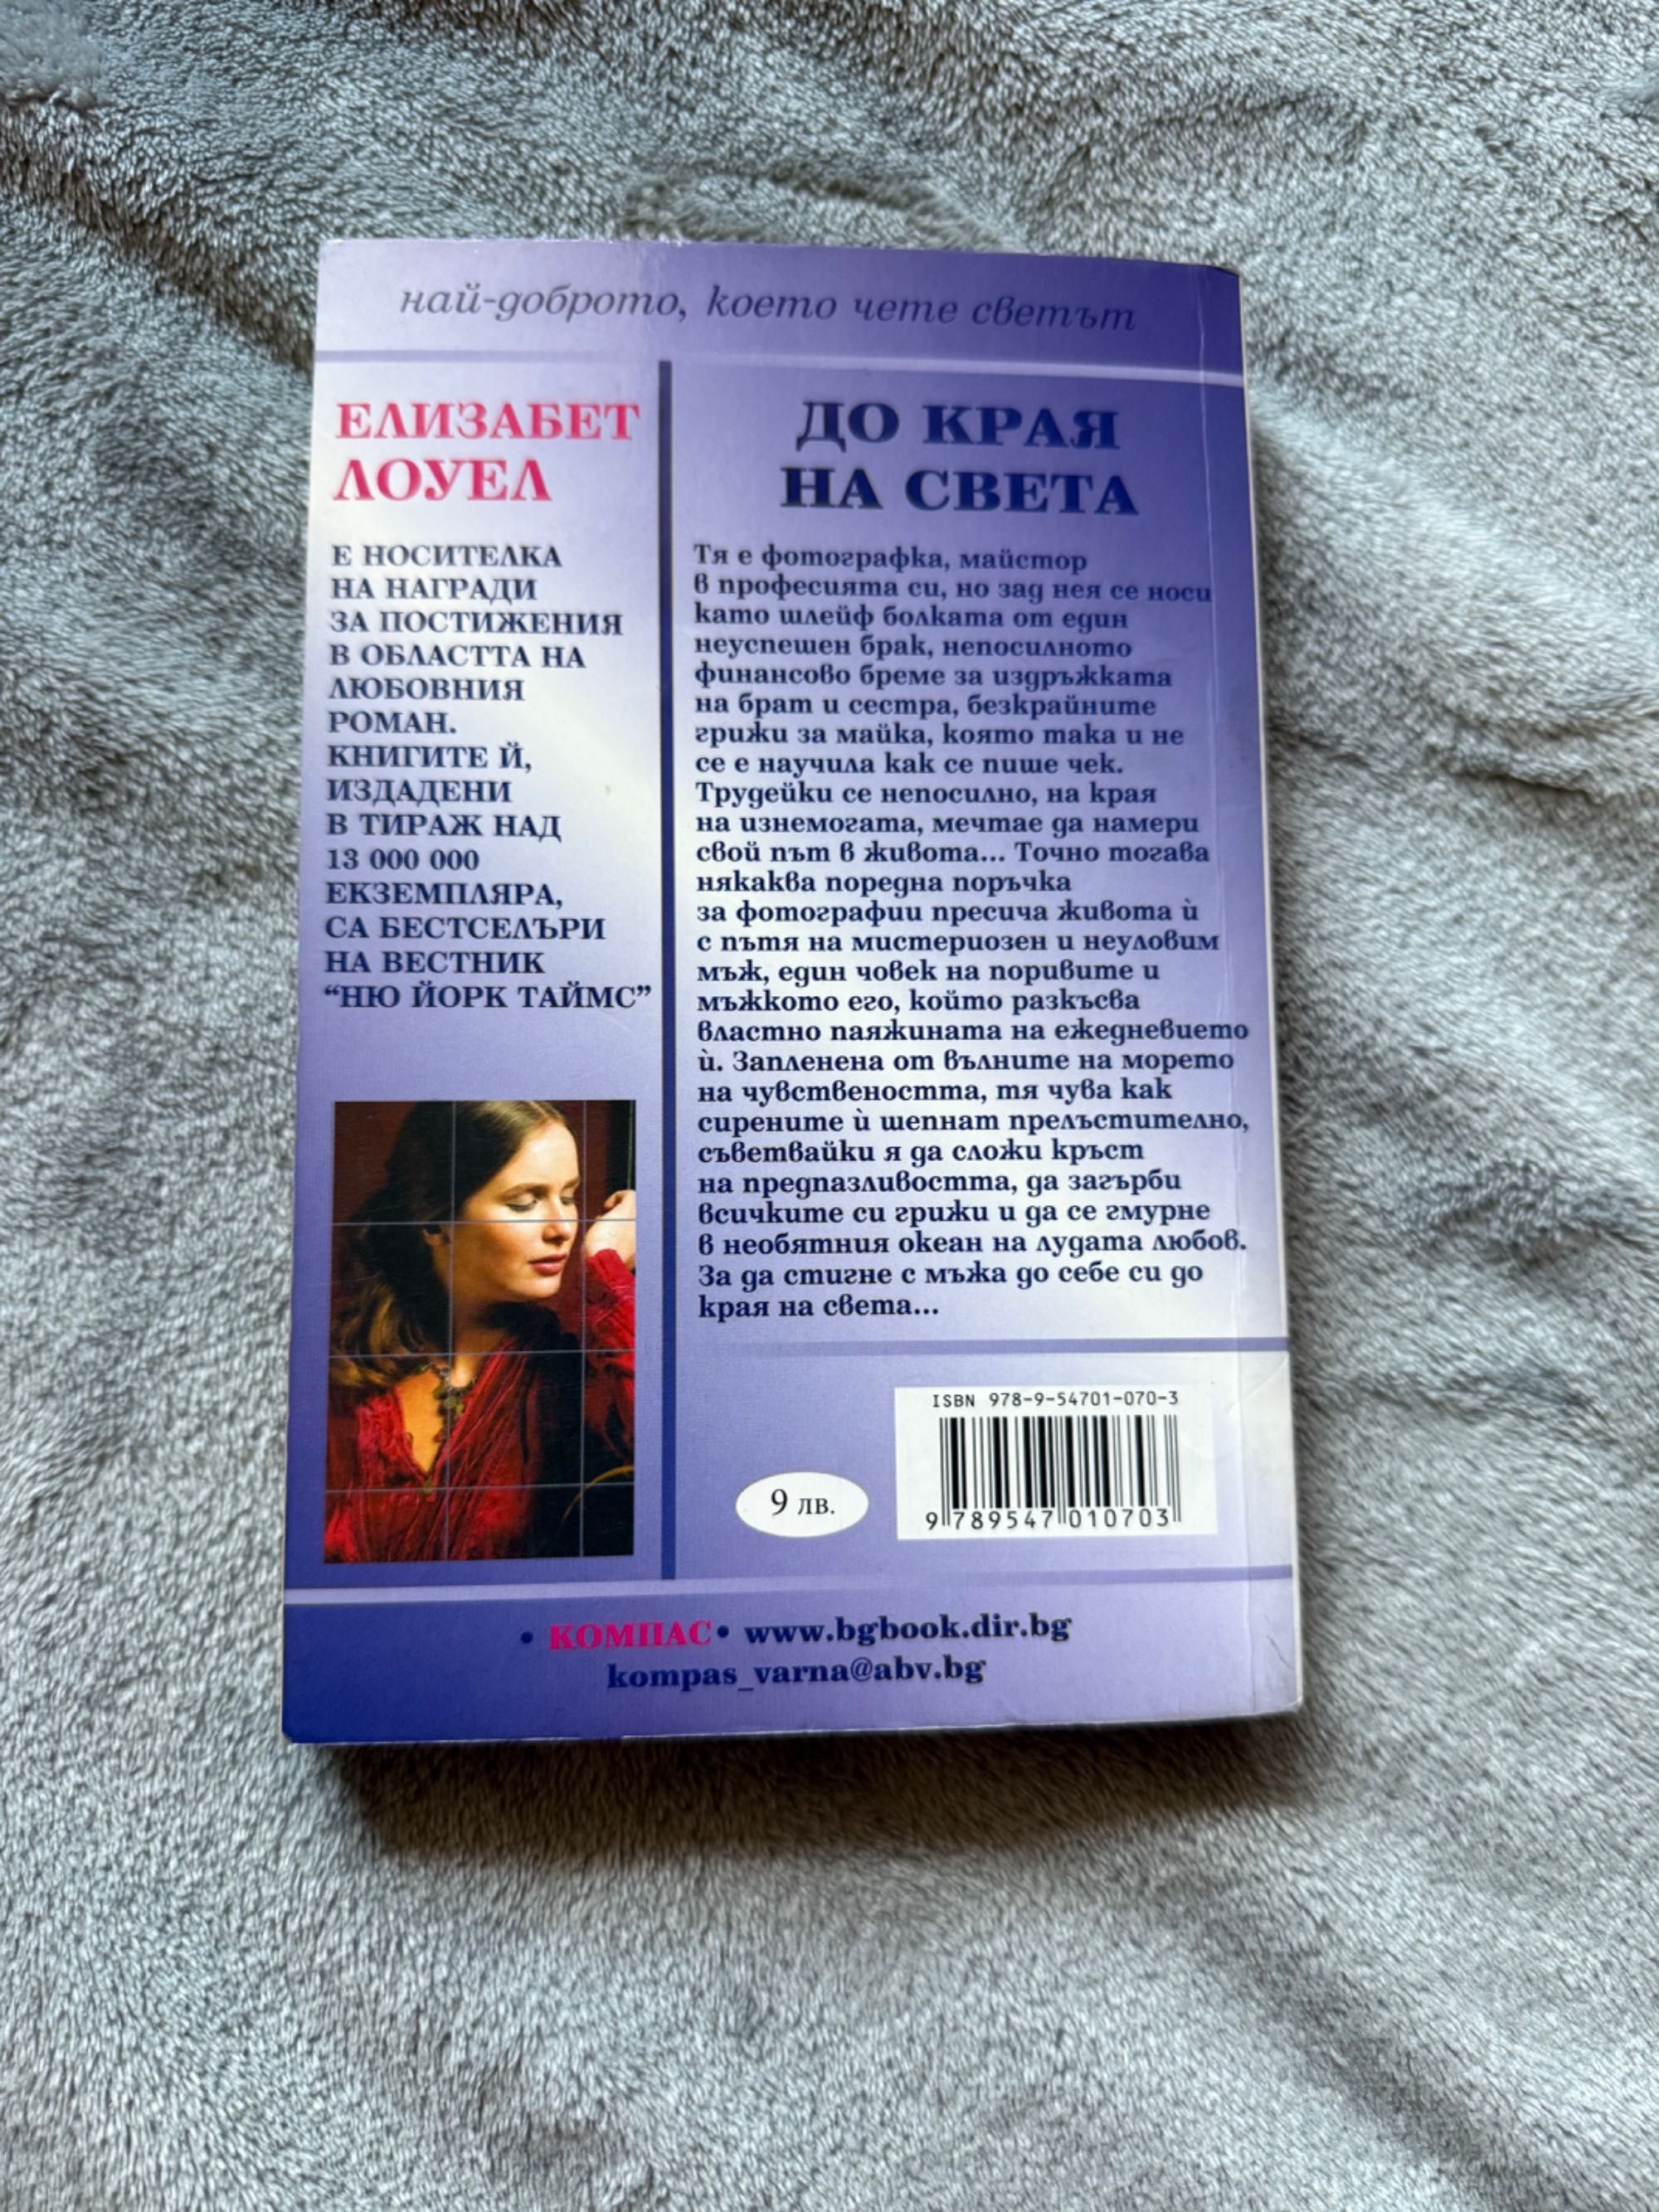 най-доброто, което чете светът
ЕЛИЗАБЕТ
ЛОУЕЛ
Е НОСИТЕЛКА
НА НАГРАДИ
ЗА ПОСТИЖЕНИЯ
В ОБЛАСТТА НА
ЛЮБОВНИЯ
РОМАН.
КНИГИТЕ Й,
ИЗДАДЕНИ
В ТИРАЖ НАД
13 000 000
ЕКЗЕМПЛЯРА,
СА БЕСТСЕЛЪРИ
НА ВЕСТНИК
“НЮ ЙОРК ТАЙМС”
ДО КРАЯ
НА СВЕТА
Тя е фотографка, майстор
в професията си, но зад нея се носи
като шлейф болката от един
неуспешен брак, непосилното
финансово бреме за издръжката
на брат и сестра, безкрайните
грижи за майка, която така и не
се е научила как се пише чек.
Трудейки се непосилно, на края
на изнемогата, мечтае да намери
свой път в живота... Точно тогава
някаква поредна поръчка
за фотографии пресича живота ѝ
с пътя на мистериозен и неуловим
мъж, един човек на поривите и
мъжкото его, който разкъсва
властно паяжината на ежедневието
ѝ. Запленена от вълните на морето
на чувствеността, тя чува как
сирените ѝ шепнат прелъстително,
съветвайки я да сложи кръст
на предпазливостта, да загърби
всичките си грижи и да се гмурне
в необятния океан на лудата любов.
За да стигне с мъжа до себе си до
края на света...
ISBN 978-9-54701-070-3
9 789547 010703
9 лв.
• КОМПАС • www.bgbook.dir.bg
kompas_varna@abv.bg